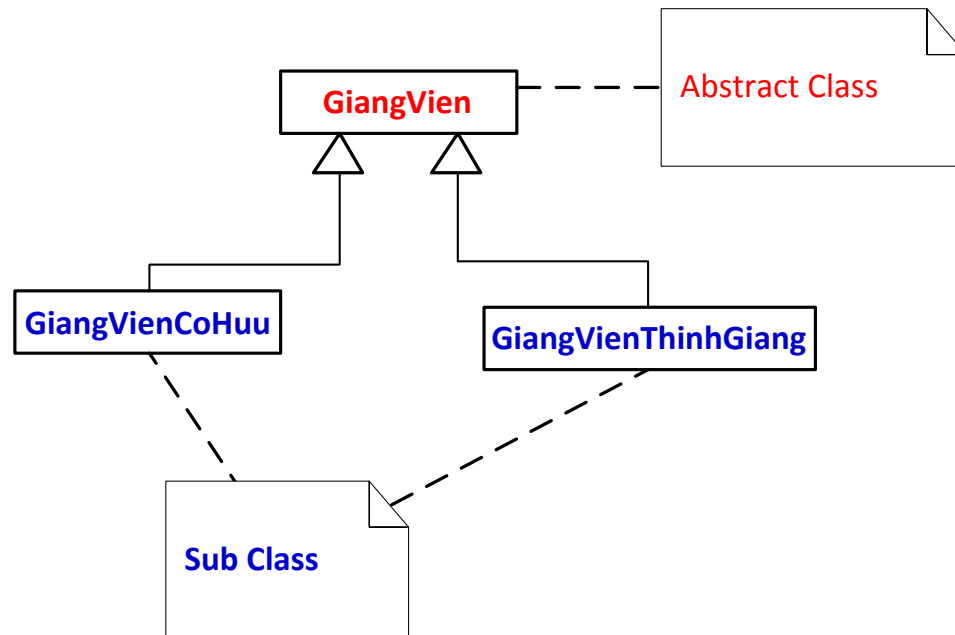 GiangVien
Abstract Class
GiangVienCoHuu
GiangVienThinhGiang
Sub Class